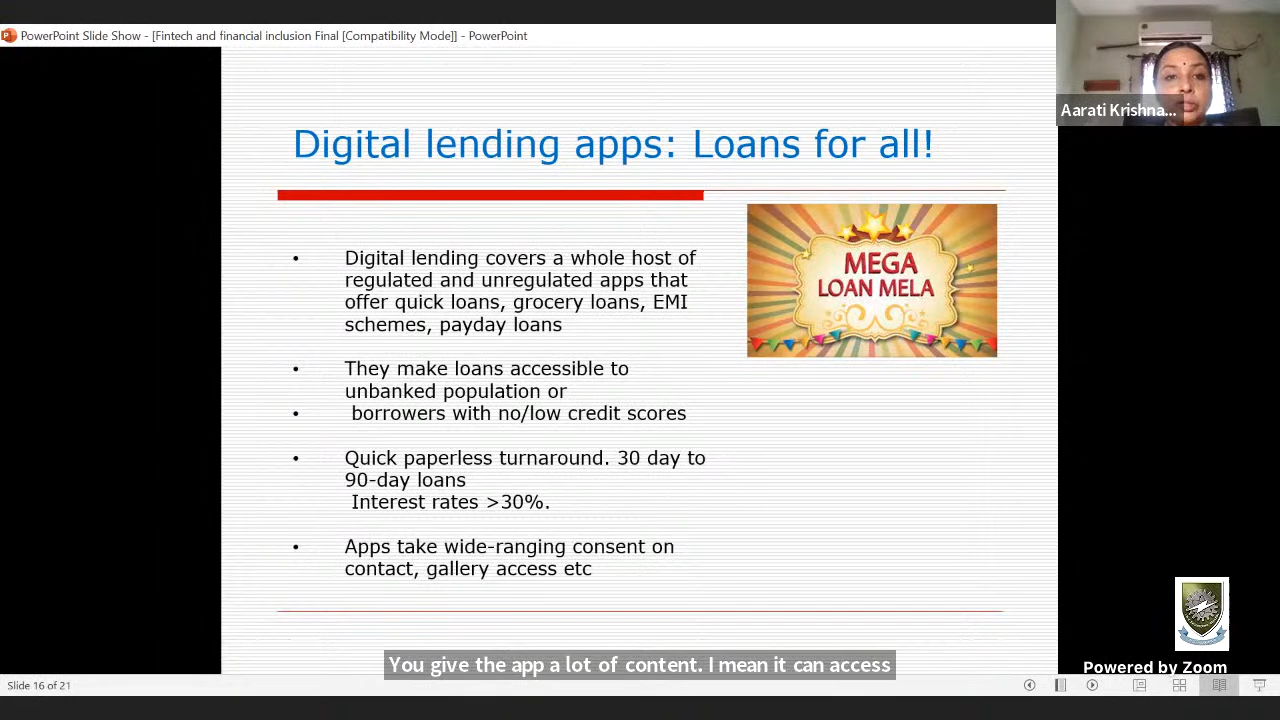 PowerPoint Slide Show - [Fintech and financial inclusion Final [Compatibility Mode]] - PowerPoint
Aarati Krishna...
Digital lending apps: Loans for all!
• Digital lending covers a whole host of
regulated and unregulated apps that
offer quick loans, grocery loans, EMI
schemes, payday loans
• They make loans accessible to
unbanked population or
• borrowers with no/low credit scores
• Quick paperless turnaround. 30 day to
90-day loans
Interest rates >30%.
• Apps take wide-ranging consent on
contact, gallery access etc
MEGA
LOAN MELA
You give the app a lot of content. I mean it can access
Powered by Zoom
Slide 16 of 21